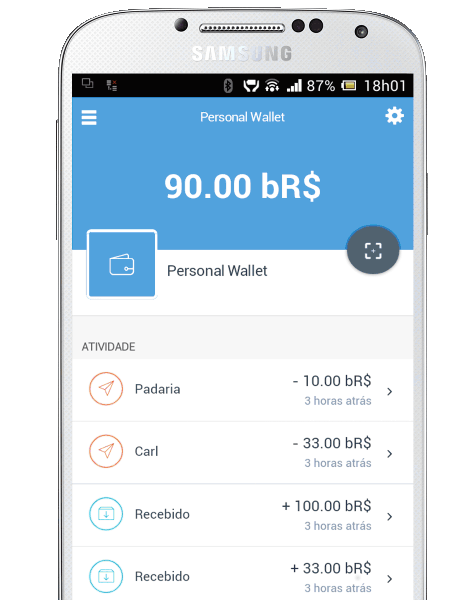 SAMSUNG
87% 18h01
Personal Wallet
90.00 bR$
Personal Wallet
ATIVIDADE
Padaria
- 10.00 bR$
3 horas atrás
Carl
- 33.00 bR$
3 horas atrás
Recebido
+ 100.00 bR$
3 horas atrás
Recebido
+ 33.00 bR$
3 horas atrás